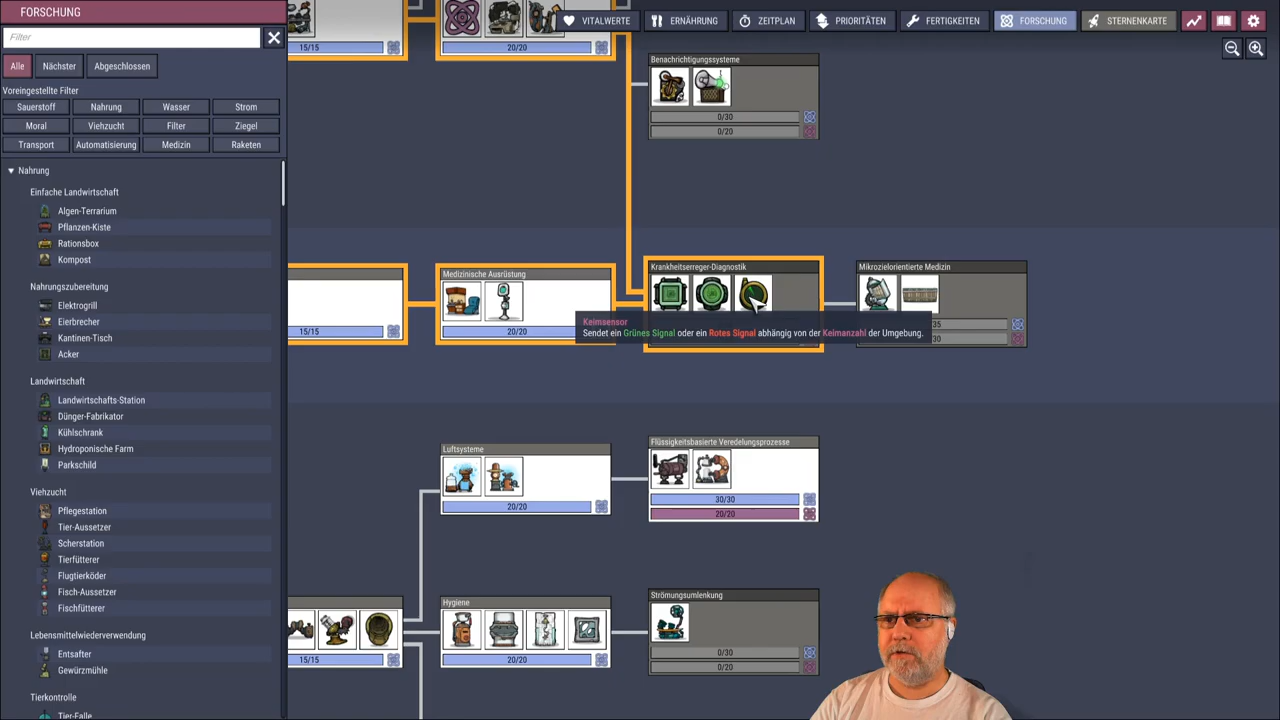 FORSCHUNG
Filter
Alle
Nächster
Abgeschlossen
Voreingestellte Filter
Sauerstoff
Nahrung
Wasser
Strom
Moral
Viehzucht
Filter
Ziegel
Transport
Automatisierung
Medizin
Raketen
Nahrung
Einfache Landwirtschaft
Algen-Terrarium
Pflanzen-Kiste
Rationsbox
Kompost
Nahrungszubereitung
Elektrogrill
Eierbrecher
Kantinen-Tisch
Acker
Landwirtschaft
Landwirtschafts-Station
Dünger-Fabrikator
Kühlschrank
Hydroponische Farm
Parkschild
Viehzucht
Pflegestation
Tier-Aussetzer
Scherstation
Tierfütterer
Flugtierköder
Fisch-Aussetzer
Fischfütterer
Lebensmittelwiederverwendung
Entsafter
Gewürzmühle
Tierkontrolle
Tier-Falle
VITALWERTE
ERNÄHRUNG
ZEITPLAN
PRIORITÄTEN
FERTIGKEITEN
FORSCHUNG
STERNENKARTE
15/15
20/20
Benachrichtigungssysteme
0/30
0/20
15/15
Medizinische Ausrüstung
20/20
Krankheitserreger-Diagnostik
Mikrozielorientierte Medizin
35
30
Keimsensor
Sendet ein Grünes Signal oder ein Rotes Signal abhängig von der Keimanzahl der Umgebung.
Luftsysteme
20/20
Flüssigkeitsbasierte Veredelungsprozesse
30/30
20/20
15/15
Hygiene
20/20
Strömungsumlenkung
0/30
0/20